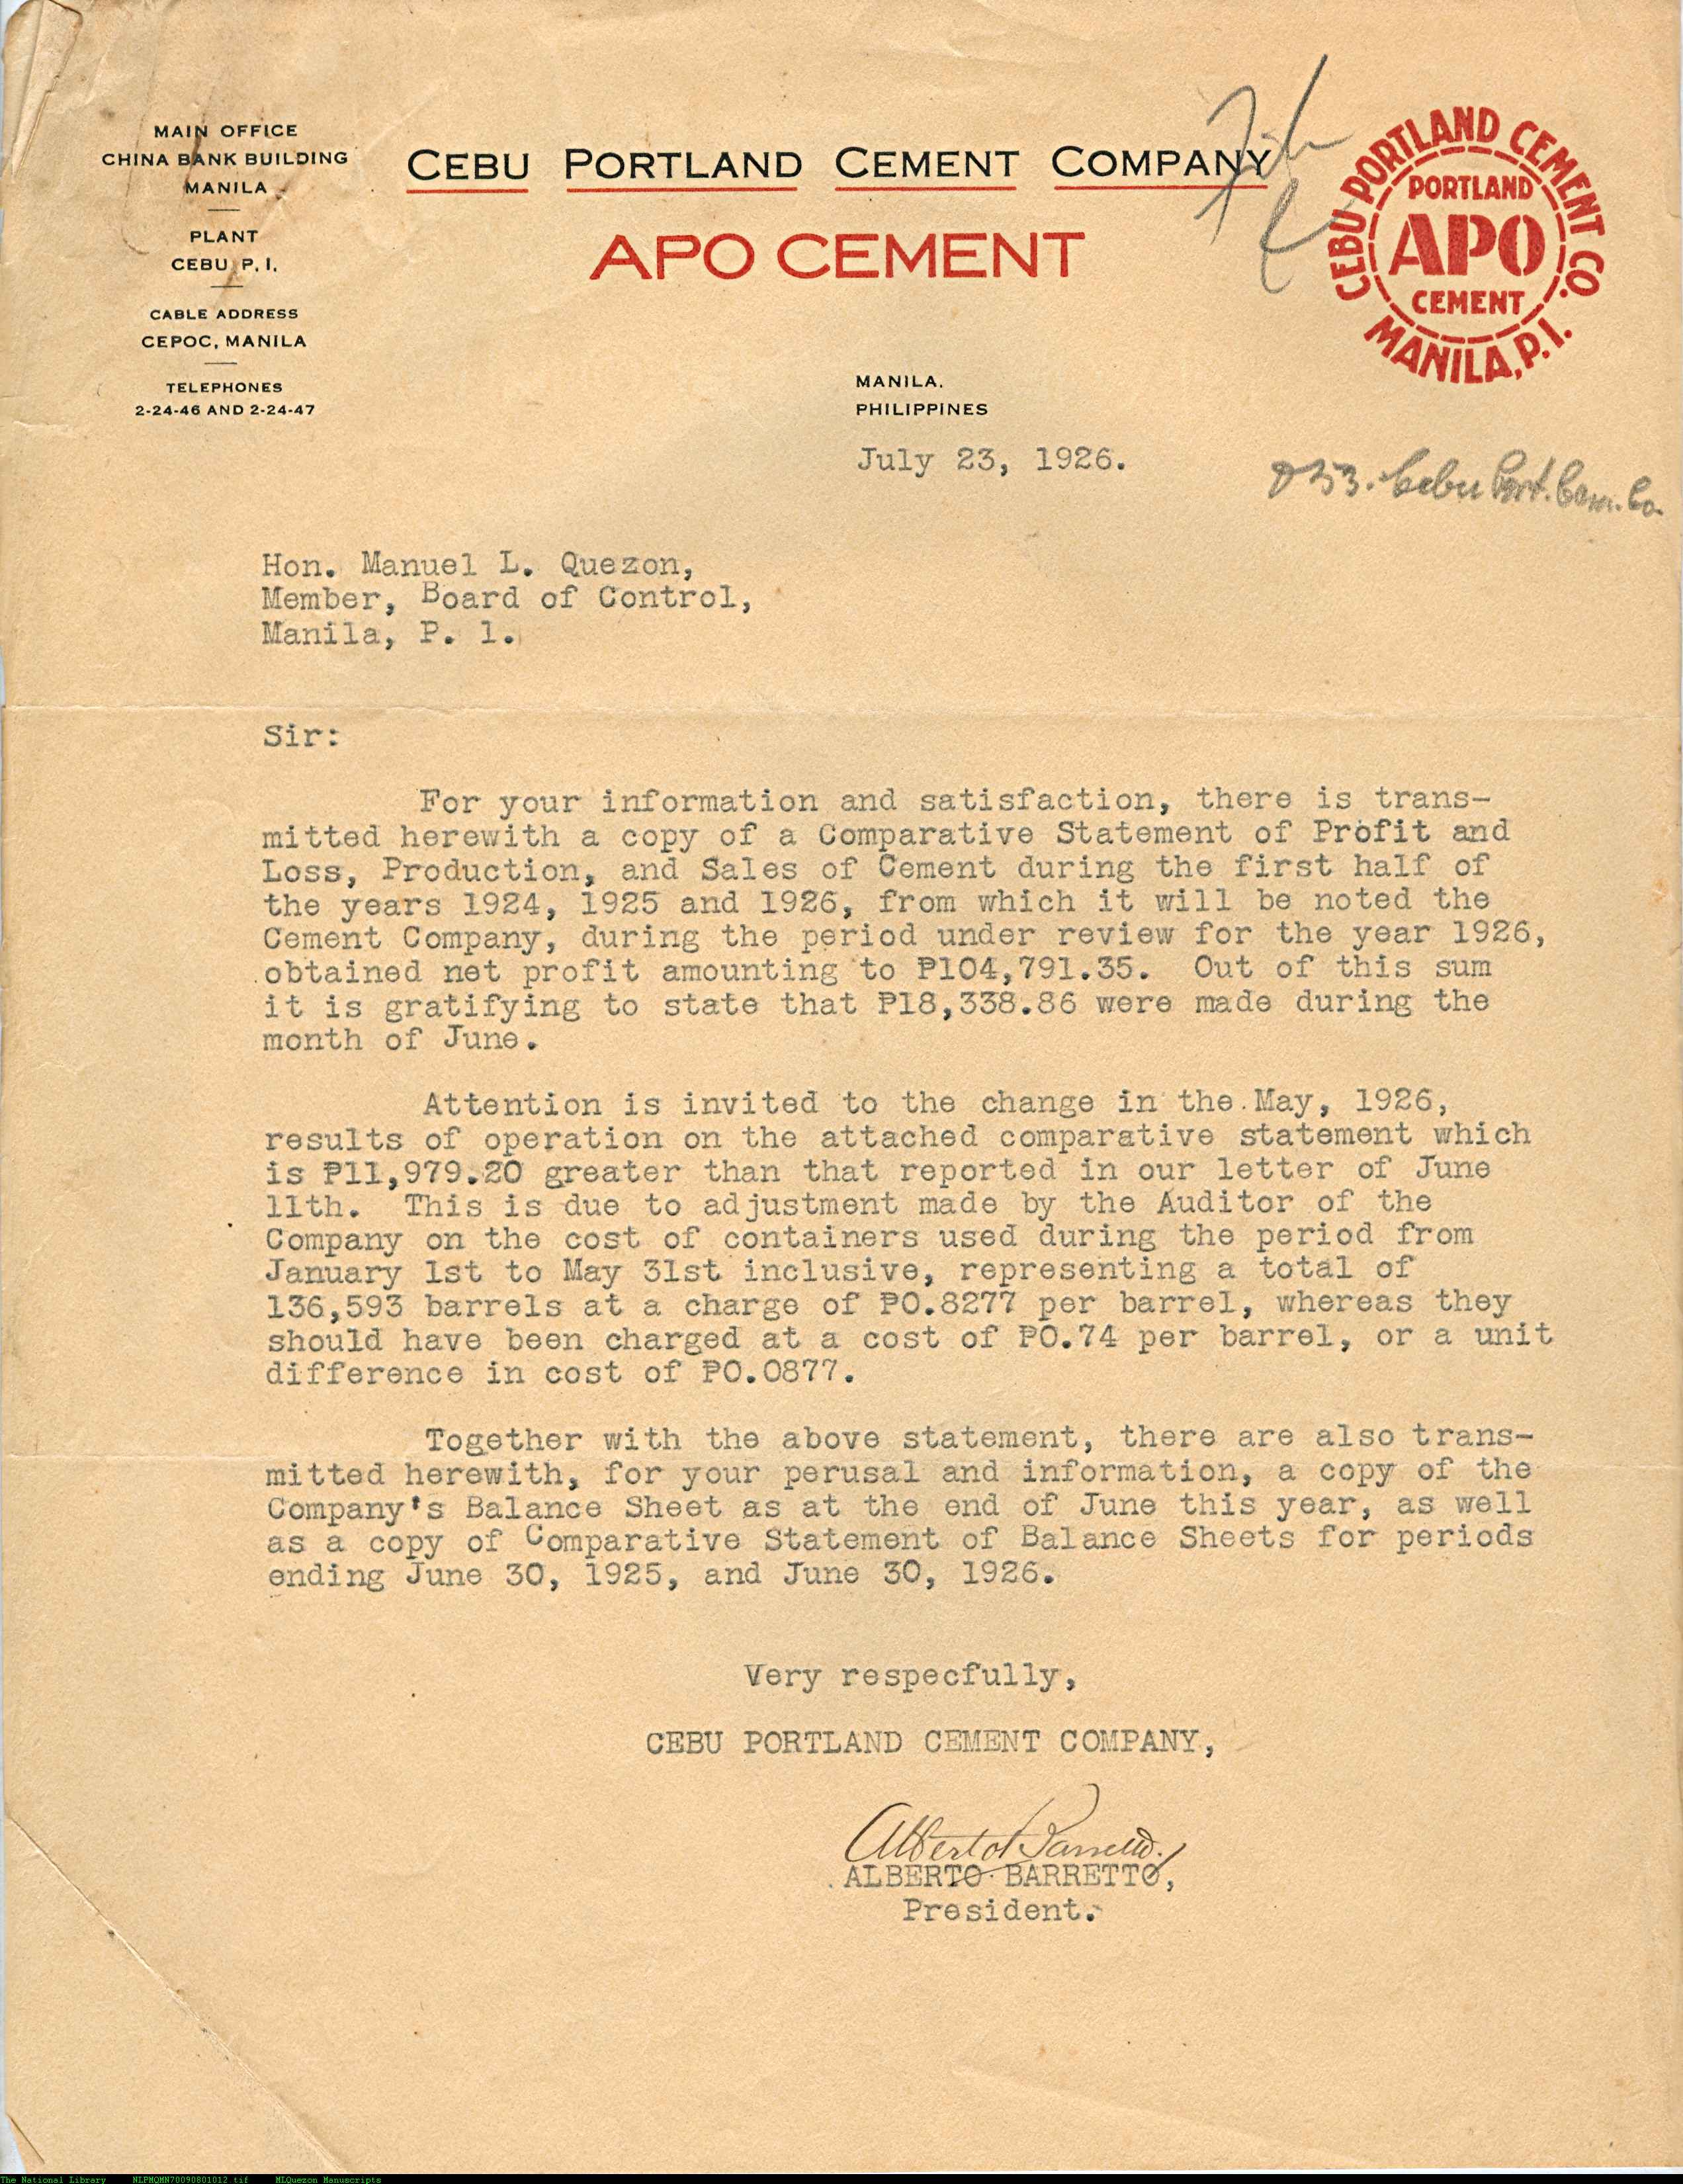 MAIN OFFICE
CHINA BANK BUILDING
MANILA
PLANT
CEBU, P. I.
CABLE ADDRESS
CEPOC, MANILA
TELEPHONES
2-24-46 AND 2-24-47
CEBU PORTLAND CEMENT COMPANY
APO CEMENT
File
CEBU PORTLAND CEMENT CO.
MANILA, P.I.
PORTLAND
APO
CEMENT
MANILA,
PHILIPPINES
July 23, 1926.
Cebu Port. Cem. Co.
Hon. Manuel L. Quezon,
Member, Board of Control,
Manila, P. l.
Sir:
For your information and satisfaction, there is trans-
mitted herewith a copy of a Comparative Statement of Profit and
Loss, Production, and Sales of Cement during the first half of
the years 1924, 1925 and 1926, from which it will be noted the
Cement Company, during the period under review for the year 1926,
obtained net profit amounting to ₱104,791.35. Out of this sum
it is gratifying to state that ₱18,338.86 were made during the
month of June.
Attention is invited to the change in the May, 1926,
results of operation on the attached comparative statement which
is ₱11,979.20 greater than that reported in our letter of June
11th. This is due to adjustment made by the Auditor of the
Company on the cost of containers used during the period from
January 1st to May 31st inclusive, representing a total of
136,593 barrels at a charge of ₱0.8277 per barrel, whereas they
should have been charged at a cost of ₱0.74 per barrel, or a unit
difference in cost of ₱0.0877.
Together with the above statement, there are also trans-
mitted herewith, for your perusal and information, a copy of the
Company's Balance Sheet as at the end of June this year, as well
as a copy of Comparative Statement of Balance Sheets for periods
ending June 30, 1925, and June 30, 1926.
Very respecfully,
CEBU PORTLAND CEMENT COMPANY,
Alberto Barretto
ALBERTO BARRETTO,
President.
The National Library NLPMQMN70090801012.tif MLQuezon Manuscripts